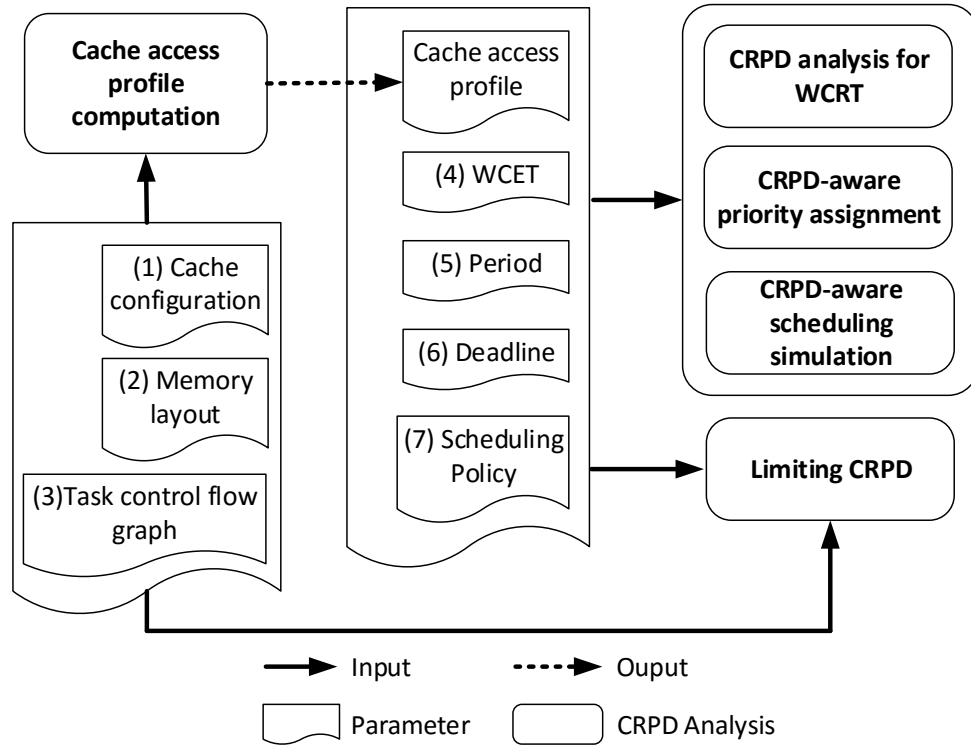 Cache access
profile
computation
Cache access
profile
(4) WCET
(5) Period
(6) Deadline
(7) Scheduling
Policy
CRPD analysis for
WCRT
CRPD-aware
priority assignment
CRPD-aware
scheduling
simulation
Limiting CRPD
(1) Cache
configuration
(2) Memory
layout
(3)Task control flow
graph
Input
Ouput
Parameter
CRPD Analysis